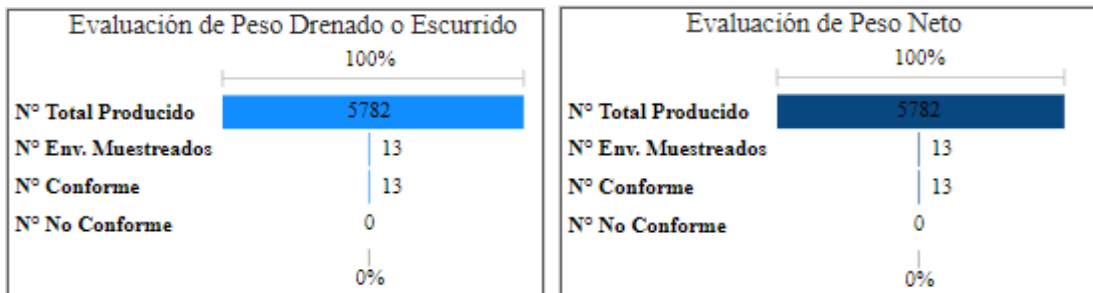 Evaluación de Peso Drenado o Escurrido
100%
N° Total Producido 5782
N° Env. Muestreados 13
N° Conforme 13
N° No Conforme 0
0%
Evaluación de Peso Neto
100%
N° Total Producido 5782
N° Env. Muestreados 13
N° Conforme 13
N° No Conforme 0
0%